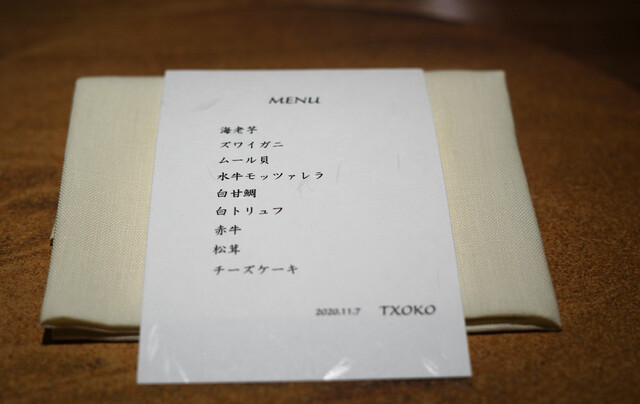 MENU
海老芋
ズワイガニ
ムール貝
水牛モッツァレラ
白甘鯛
白トリュフ
赤牛
松茸
チーズケーキ
2020.11.7 TXOKO